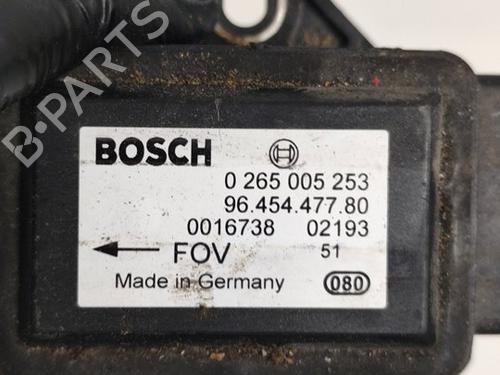 B-PARTS
BOSCH
0 265 005 253
96.454.477.80
0016738 02193
FOV 51
Made in Germany 080